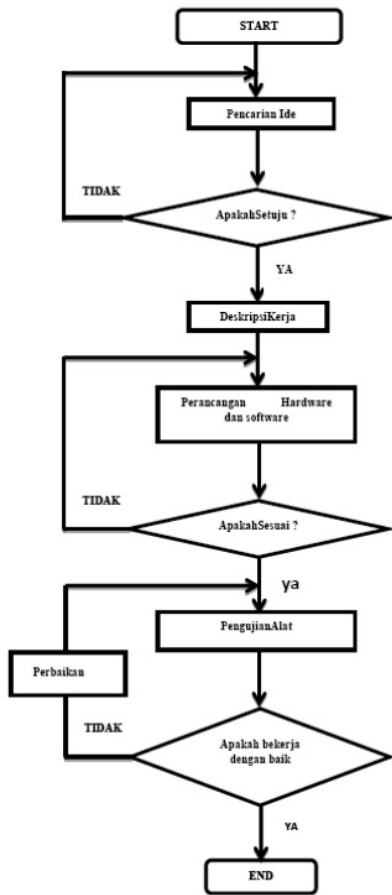 START
Pencarian Ide
TIDAK
ApakahSetuju ?
YA
DeskripsiKerja
Perancangan Hardware
dan software
TIDAK
ApakahSesuai ?
ya
PengujianAlat
Perbaikan
TIDAK
Apakah bekerja
dengan baik
YA
END